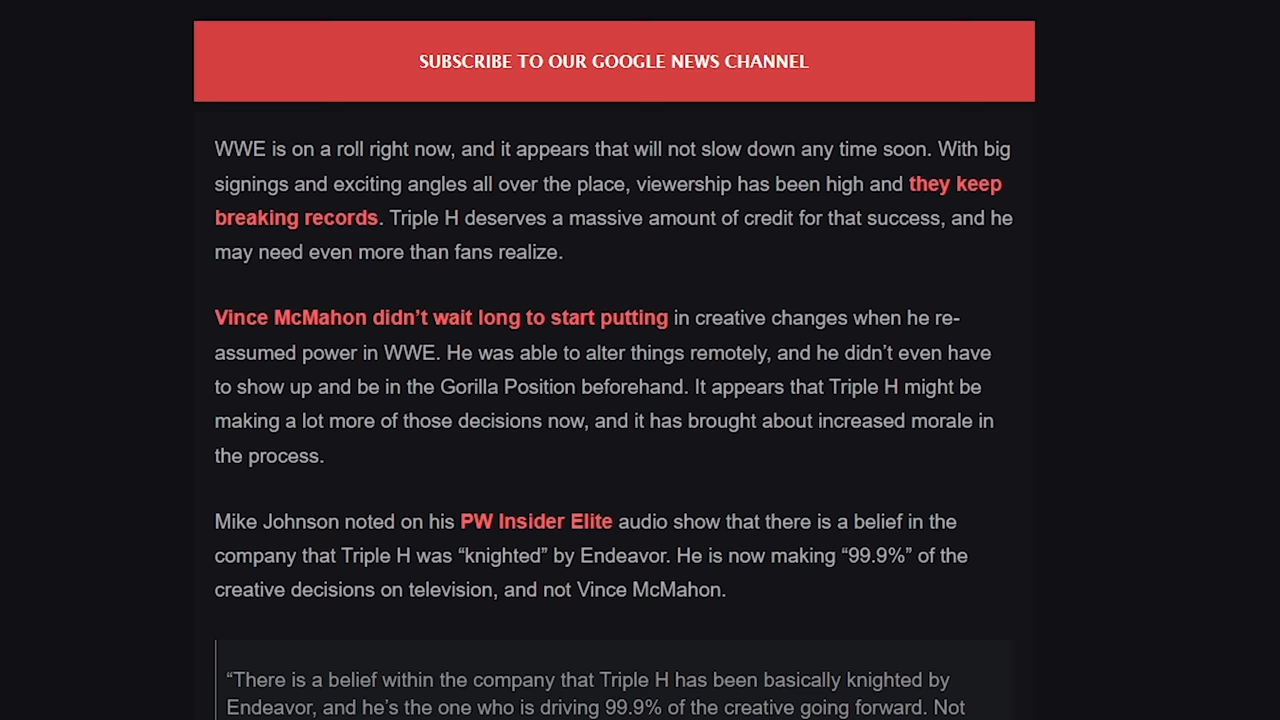 SUBSCRIBE TO OUR GOOGLE NEWS CHANNEL
WWE is on a roll right now, and it appears that will not slow down any time soon. With big
signings and exciting angles all over the place, viewership has been high and they keep
breaking records. Triple H deserves a massive amount of credit for that success, and he
may need even more than fans realize.
Vince McMahon didn’t wait long to start putting in creative changes when he re-
assumed power in WWE. He was able to alter things remotely, and he didn’t even have
to show up and be in the Gorilla Position beforehand. It appears that Triple H might be
making a lot more of those decisions now, and it has brought about increased morale in
the process.
Mike Johnson noted on his PW Insider Elite audio show that there is a belief in the
company that Triple H was “knighted” by Endeavor. He is now making “99.9%” of the
creative decisions on television, and not Vince McMahon.
“There is a belief within the company that Triple H has been basically knighted by
Endeavor, and he’s the one who is driving 99.9% of the creative going forward. Not